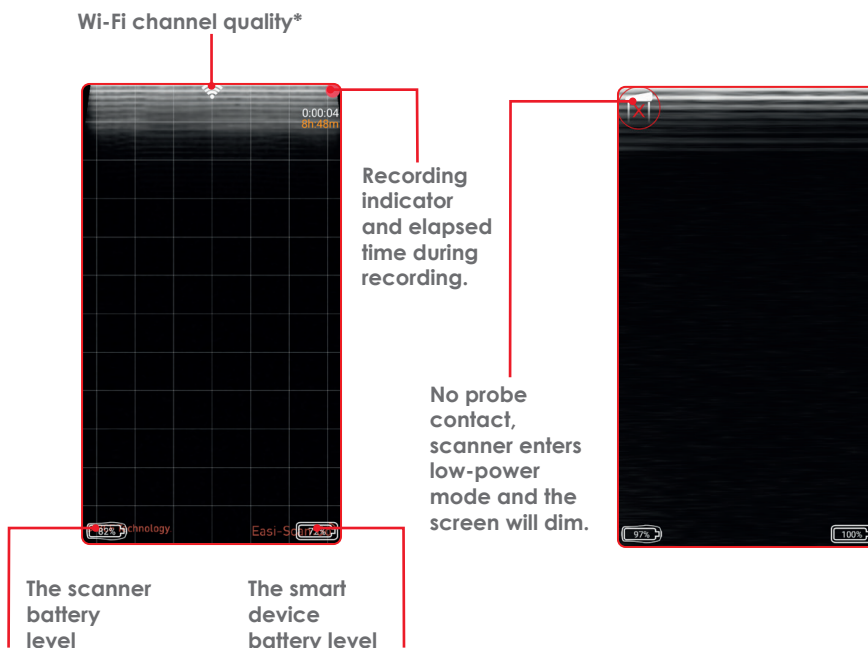 Wi-Fi channel quality*
0:00:04
8h:48m
Recording
indicator
and elapsed
time during
recording.
No probe
contact,
scanner enters
low-power
mode and the
screen will dim.
82%
chnology
Easi-Sca
72%
97%
100%
The scanner
battery
level
The smart
device
battery level